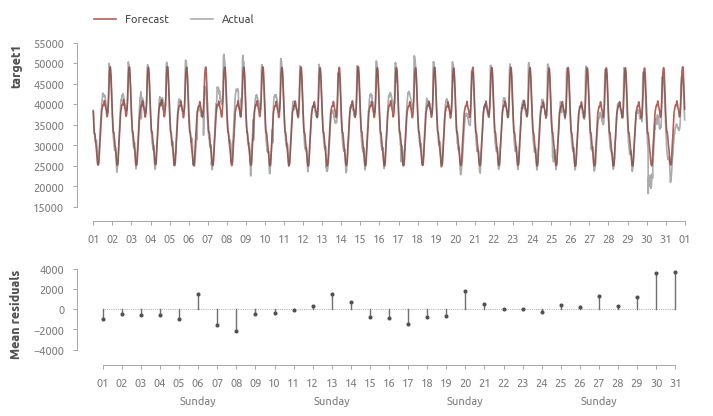 Forecast Actual
target1
55000
50000
45000
40000
35000
30000
25000
20000
15000
01 02 03 04 05 06 07 08 09 10 11 12 13 14 15 16 17 18 19 20 21 22 23 24 25 26 27 28 29 30 31 01
Mean residuals
4000
2000
0
−2000
−4000
01 02 03 04 05 06 07 08 09 10 11 12 13 14 15 16 17 18 19 20 21 22 23 24 25 26 27 28 29 30 31
Sunday Sunday Sunday Sunday